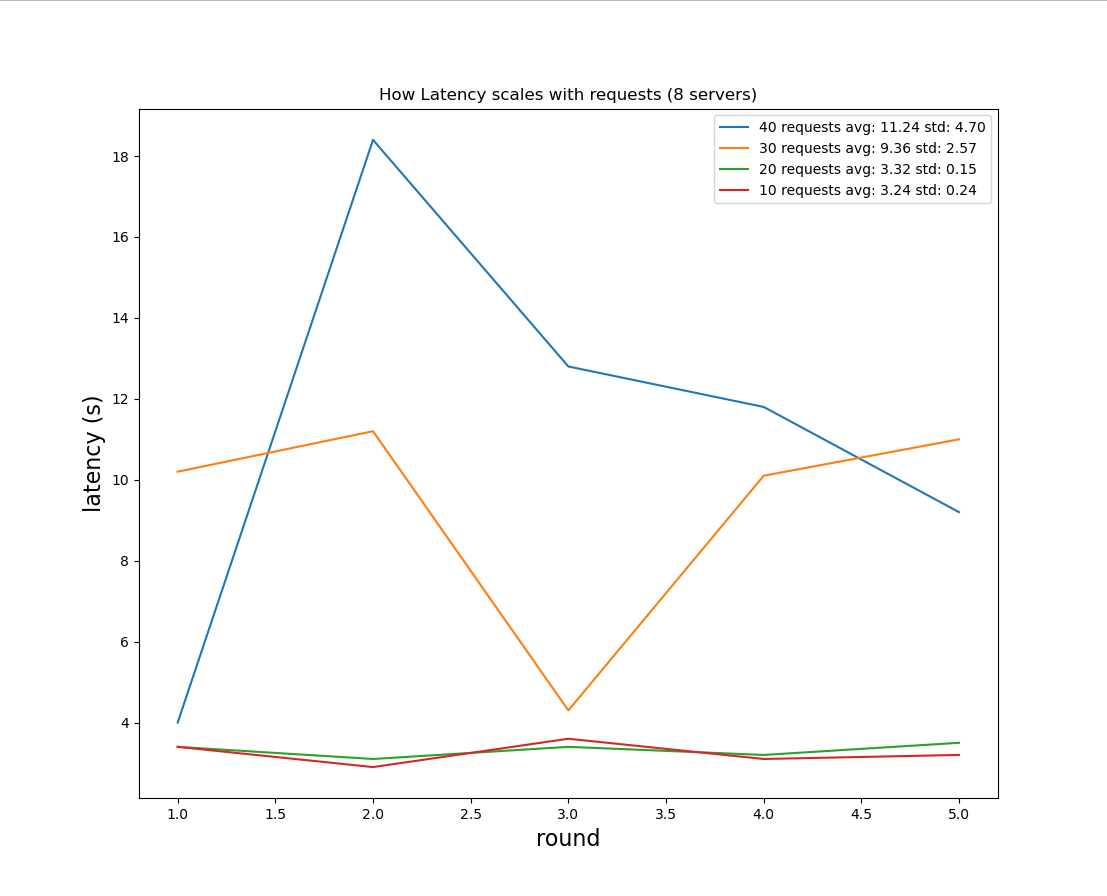 How Latency scales with requests (8 servers)
40 requests avg: 11.24 std: 4.70
30 requests avg: 9.36 std: 2.57
20 requests avg: 3.32 std: 0.15
10 requests avg: 3.24 std: 0.24
18
16
14
12
10
8
6
4
latency (s)
1.0 1.5 2.0 2.5 3.0 3.5 4.0 4.5 5.0
round